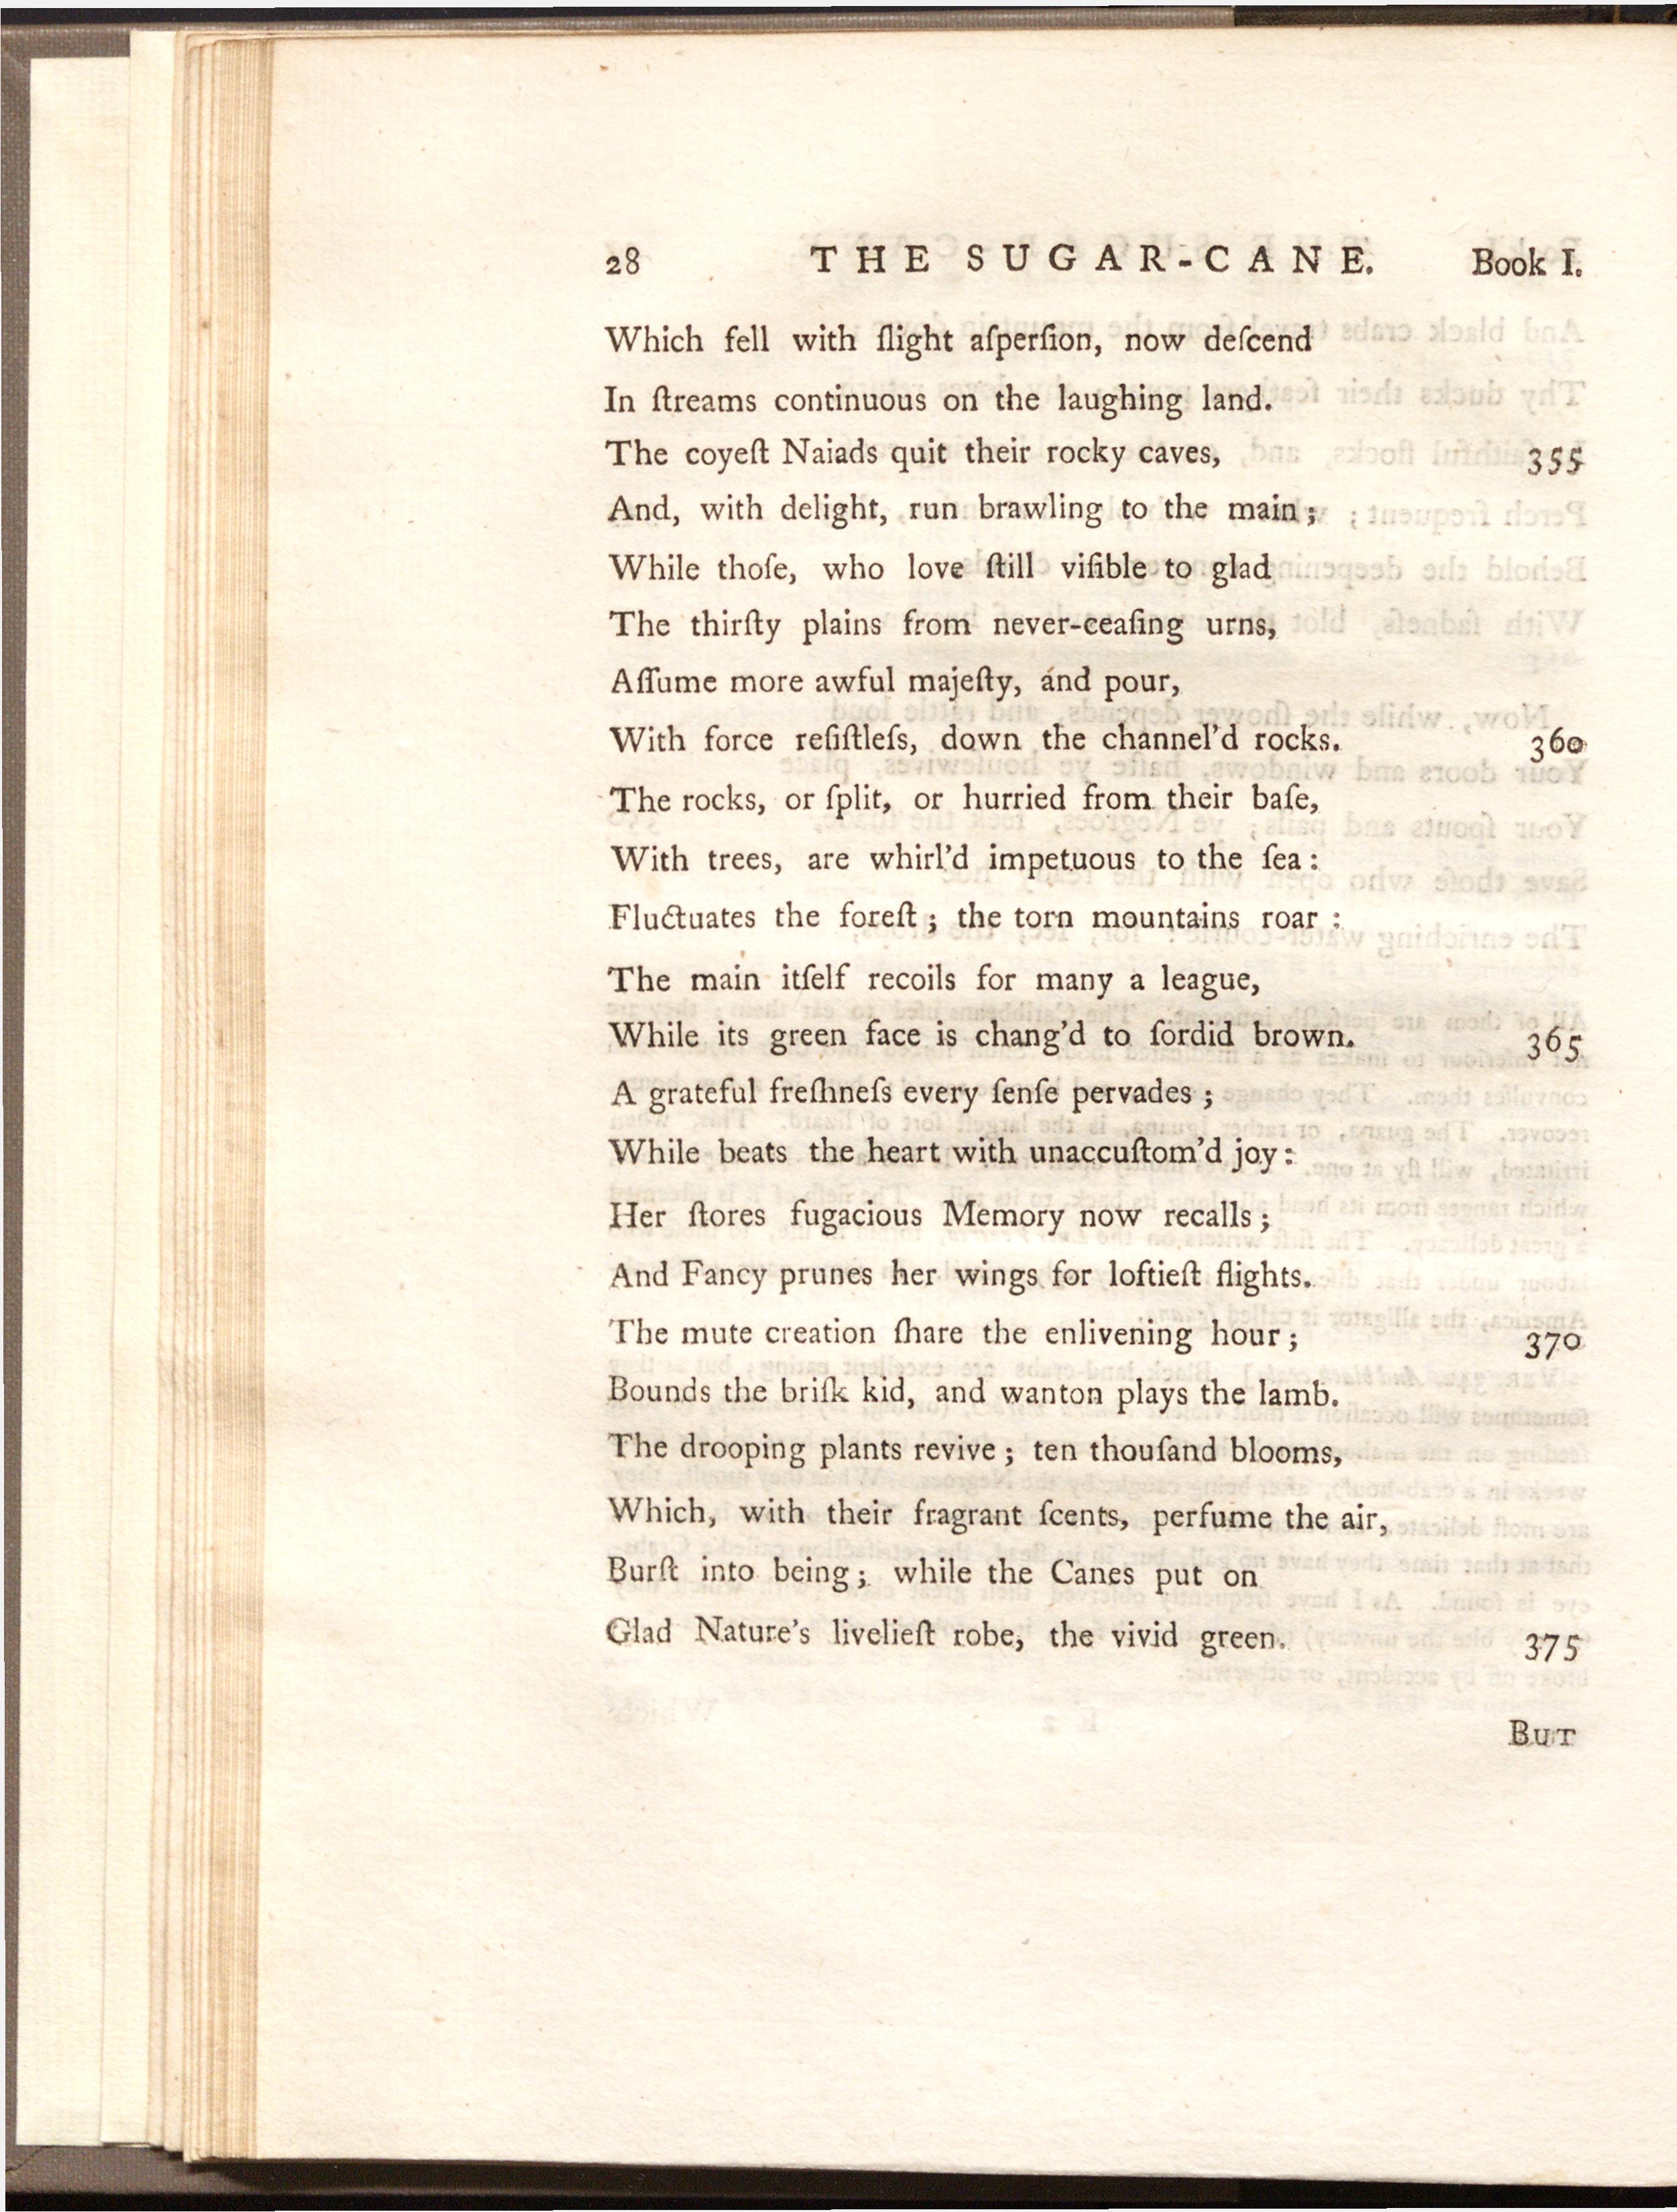 28 THE SUGAR-CANE. Book I.
Which fell with ſlight aſperſion, now deſcend
In ſtreams continuous on the laughing land.
The coyeſt Naiads quit their rocky caves, 355
And, with delight, run brawling to the main;
While thoſe, who love ſtill viſible to glad
The thirſty plains from never-ceaſing urns,
Aſſume more awful majeſty, and pour,
With force reſiſtleſs, down the channel'd rocks. 360
The rocks, or ſplit, or hurried from their baſe,
With trees, are whirl'd impetuous to the ſea:
Fluctuates the foreſt; the torn mountains roar:
The main itſelf recoils for many a league,
While its green face is chang'd to ſordid brown. 365
A grateful freſhneſs every ſenſe pervades;
While beats the heart with unaccuſtom'd joy:
Her ſtores fugacious Memory now recalls;
And Fancy prunes her wings for loftieſt flights.
The mute creation ſhare the enlivening hour; 370
Bounds the briſk kid, and wanton plays the lamb.
The drooping plants revive; ten thouſand blooms,
Which, with their fragrant ſcents, perfume the air,
Burſt into being; while the Canes put on
Glad Nature's livelieſt robe, the vivid green. 375
BUT